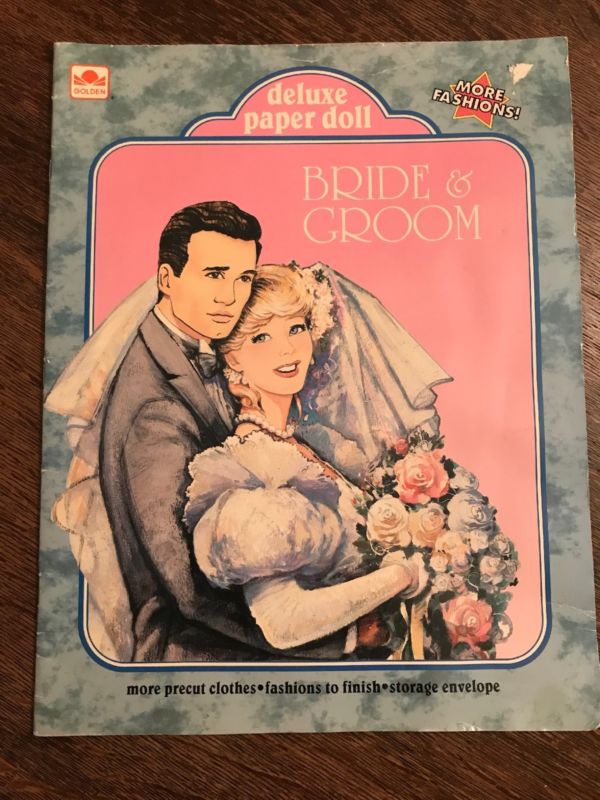 GOLDEN
deluxe
paper doll
MORE
FASHIONS!
BRIDE &
GROOM
more precut clothes•fashions to finish•storage envelope